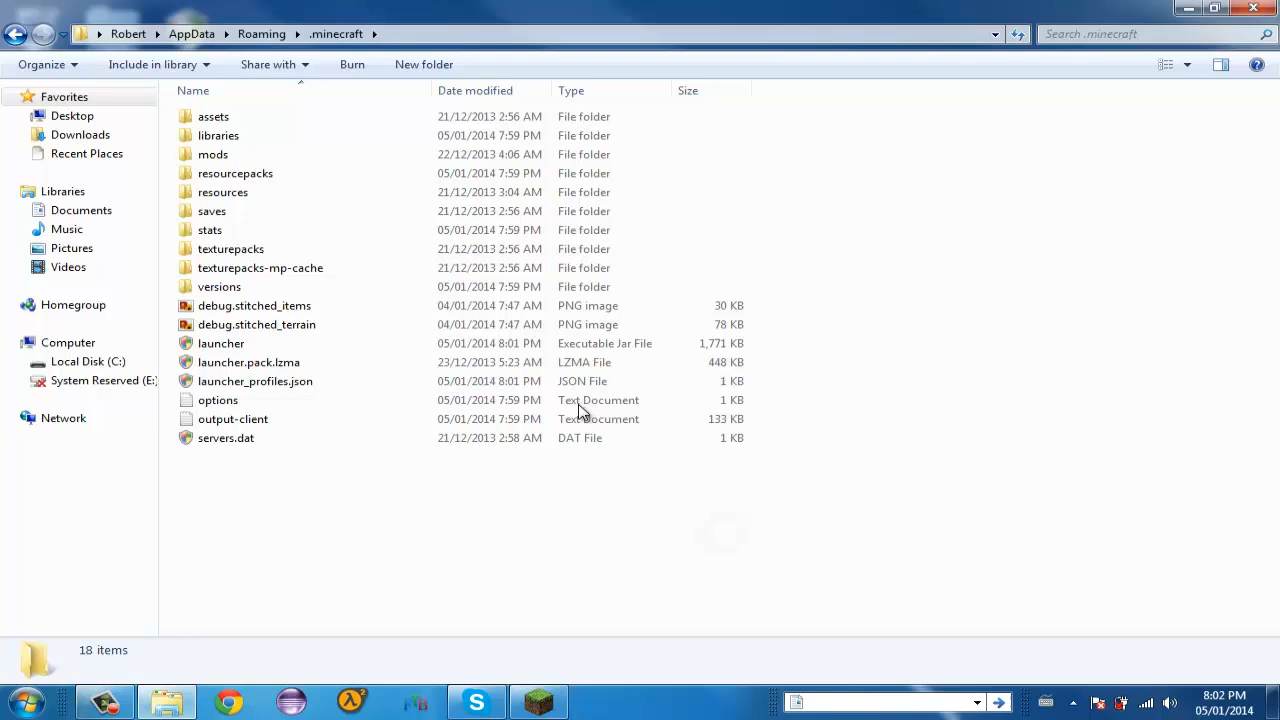 Robert AppData Roaming .minecraft Search .minecraft
Organize Include in library Share with Burn New folder
Name Date modified Type Size
Favorites
Desktop
Downloads
Recent Places
Libraries
Documents
Music
Pictures
Videos
Homegroup
Computer
Local Disk (C:)
System Reserved (E:)
Network
assets 21/12/2013 2:56 AM File folder
libraries 05/01/2014 7:59 PM File folder
mods 22/12/2013 4:06 AM File folder
resourcepacks 05/01/2014 7:59 PM File folder
resources 21/12/2013 3:04 AM File folder
saves 21/12/2013 2:56 AM File folder
stats 05/01/2014 7:59 PM File folder
texturepacks 21/12/2013 2:56 AM File folder
texturepacks-mp-cache 21/12/2013 2:56 AM File folder
versions 05/01/2014 7:59 PM File folder
debug.stitched_items 04/01/2014 7:47 AM PNG image 30 KB
debug.stitched_terrain 04/01/2014 7:47 AM PNG image 78 KB
launcher 05/01/2014 8:01 PM Executable Jar File 1,771 KB
launcher.pack.lzma 23/12/2013 5:23 AM LZMA File 448 KB
launcher_profiles.json 05/01/2014 8:01 PM JSON File 1 KB
options 05/01/2014 7:59 PM Text Document 1 KB
output-client 05/01/2014 7:59 PM Text Document 133 KB
servers.dat 21/12/2013 2:58 AM DAT File 1 KB
18 items
8:02 PM
05/01/2014